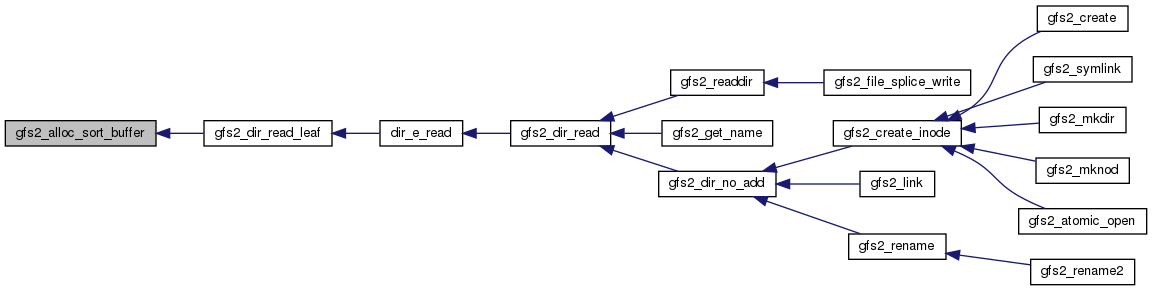 gfs2_alloc_sort_buffer
gfs2_dir_read_leaf
dir_e_read
gfs2_dir_read
gfs2_readdir
gfs2_file_splice_write
gfs2_get_name
gfs2_dir_no_add
gfs2_create_inode
gfs2_create
gfs2_symlink
gfs2_mkdir
gfs2_mknod
gfs2_atomic_open
gfs2_link
gfs2_rename
gfs2_rename2